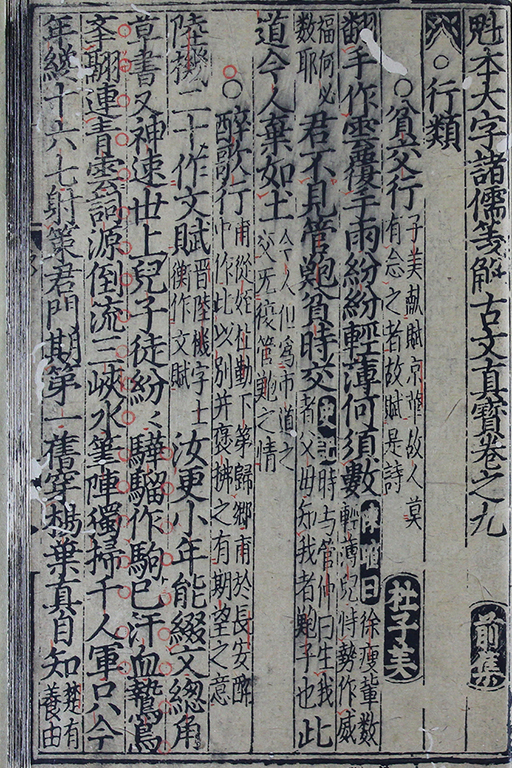 魁本大字諸儒箋解古文眞寳卷之九 前集
○行類
○貧交行 子美獻賦京華故人莫有念之者故賦是詩 杜子美
翻手作雲覆手雨紛紛輕薄何須數 曰徐瘦輩數輕薄兒恃勢作威
福何必數耶 君不見管鮑貧時交 史記時与管仲曰生我者父母知我者鮑子也 此
道今人棄如土 今人但爲市道之交旡復管鮑之情
○醉歌行 甫從姪仕勤下第歸鄉甫於長安醉中作此以別并褒拂之有期望之意
陸機二十作文賦 晉陸機字士衡作文賦 汝更小年能綴文總角
草書又神速世上兒子徒紛々驊騮作駒已汗血鷙鳥
擧翮連青雲詞源倒流三峽水筆陣獨掃千人軍只今
年纔十六七射策君門期第一舊穿楊葉真自知 楚有養由